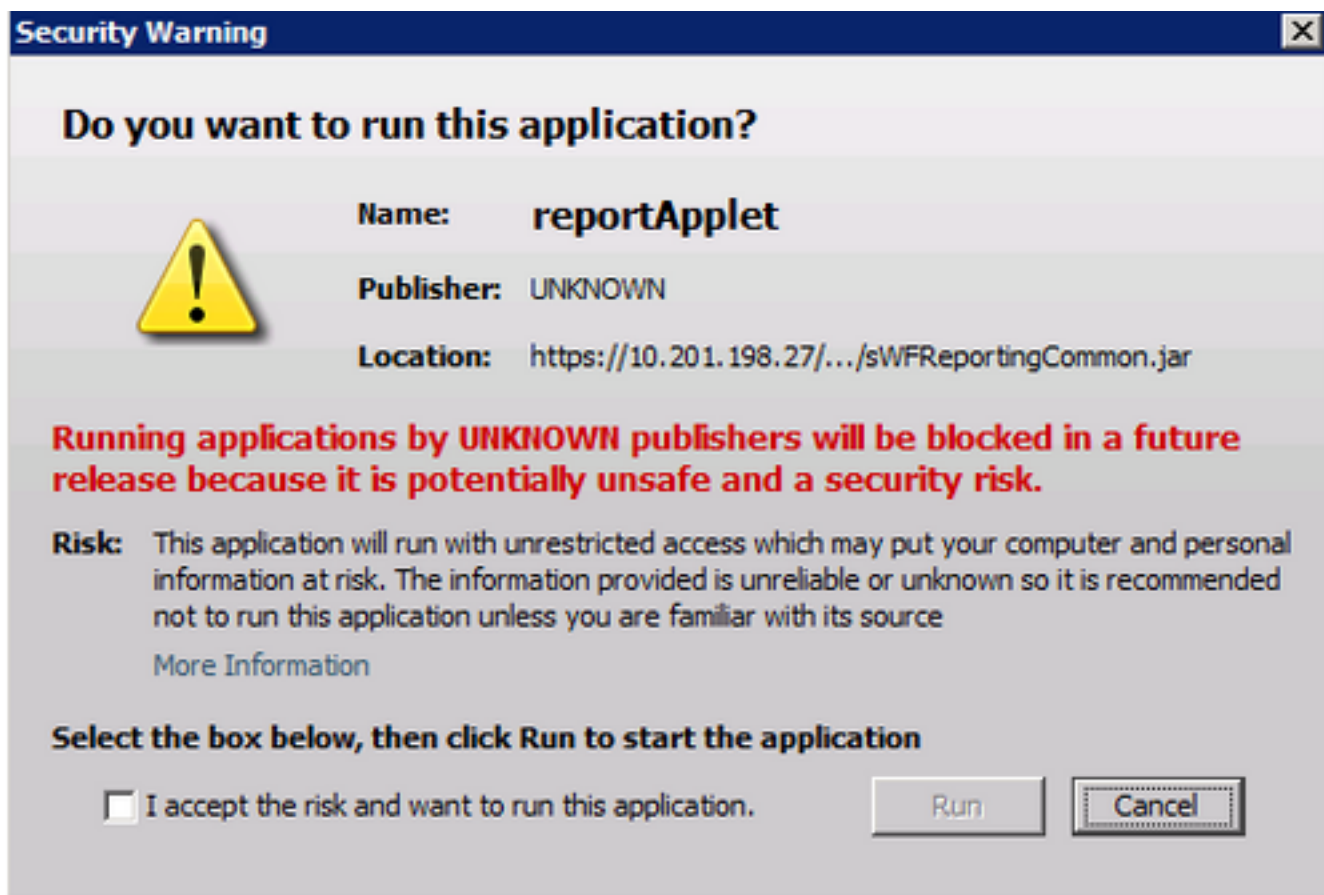 Security Warning
Do you want to run this application?
Name: reportApplet
Publisher: UNKNOWN
Location: https://10.201.198.27/.../sWFReportingCommon.jar
Running applications by UNKNOWN publishers will be blocked in a future
release because it is potentially unsafe and a security risk.
Risk: This application will run with unrestricted access which may put your computer and personal
information at risk. The information provided is unreliable or unknown so it is recommended
not to run this application unless you are familiar with its source
More Information
Select the box below, then click Run to start the application
I accept the risk and want to run this application. Run Cancel